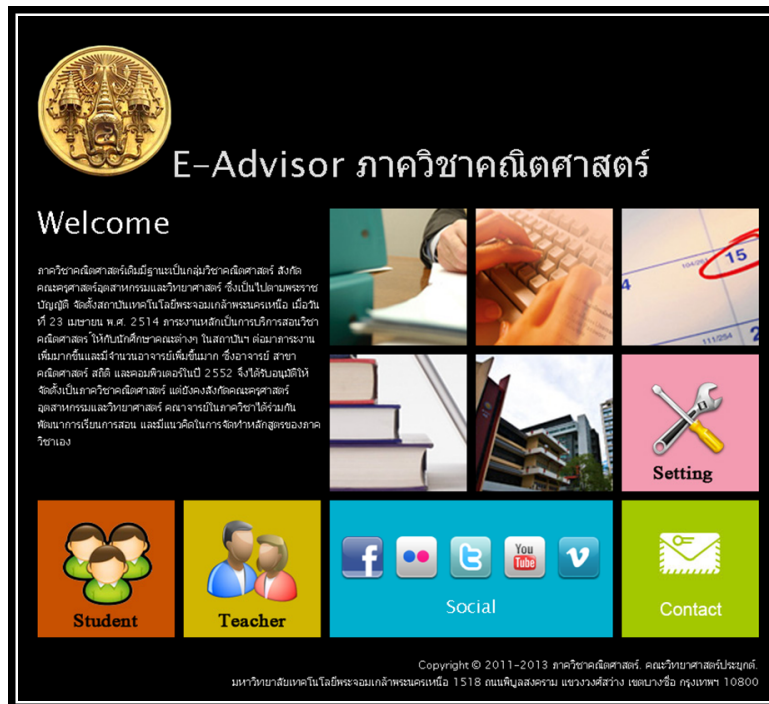 E-Advisor ภาควิชาคณิตศาสตร์
Welcome
ภาควิชาคณิตศาสตร์เดิมมีฐานะเป็นกลุ่มวิชาคณิตศาสตร์ สังกัด
คณะครุศาสตร์อุตสาหกรรมและวิทยาศาสตร์ ซึ่งเป็นไปตามพระราช
บัญญัติ จัดตั้งสถาบันเทคโนโลยีพระจอมเกล้าพระนครเหนือ เมื่อวัน
ที่ 23 เมษายน พ.ศ. 2514 ภาระงานหลักเป็นการบริการสอนวิชา
คณิตศาสตร์ ให้กับนักศึกษาคณะต่างๆ ในสถาบันฯ ต่อมาภาระงาน
เพิ่มมากขึ้นและมีจำนวนอาจารย์เพิ่มขึ้นมาก ซึ่งอาจารย์ สาขา
คณิตศาสตร์ สถิติ และคอมพิวเตอร์ในปี 2552 จึงได้รับอนุมัติให้
จัดตั้งเป็นภาควิชาคณิตศาสตร์ แต่ยังคงสังกัดคณะครุศาสตร์
อุตสาหกรรมและวิทยาศาสตร์ คณาจารย์ในภาควิชาได้ร่วมกัน
พัฒนาการเรียนการสอน และมีแนวคิดในการจัดทำหลักสูตรของภาค
วิชาเอง
104/261
15
4
111/254
2
Setting
Student
Teacher
You
Tube
Social
Contact
Copyright © 2011-2013 ภาควิชาคณิตศาสตร์. คณะวิทยาศาสตร์ประยุกต์.
มหาวิทยาลัยเทคโนโลยีพระจอมเกล้าพระนครเหนือ 1518 ถนนพิบูลสงคราม แขวงวงศ์สว่าง เขตบางซื่อ กรุงเทพฯ 10800